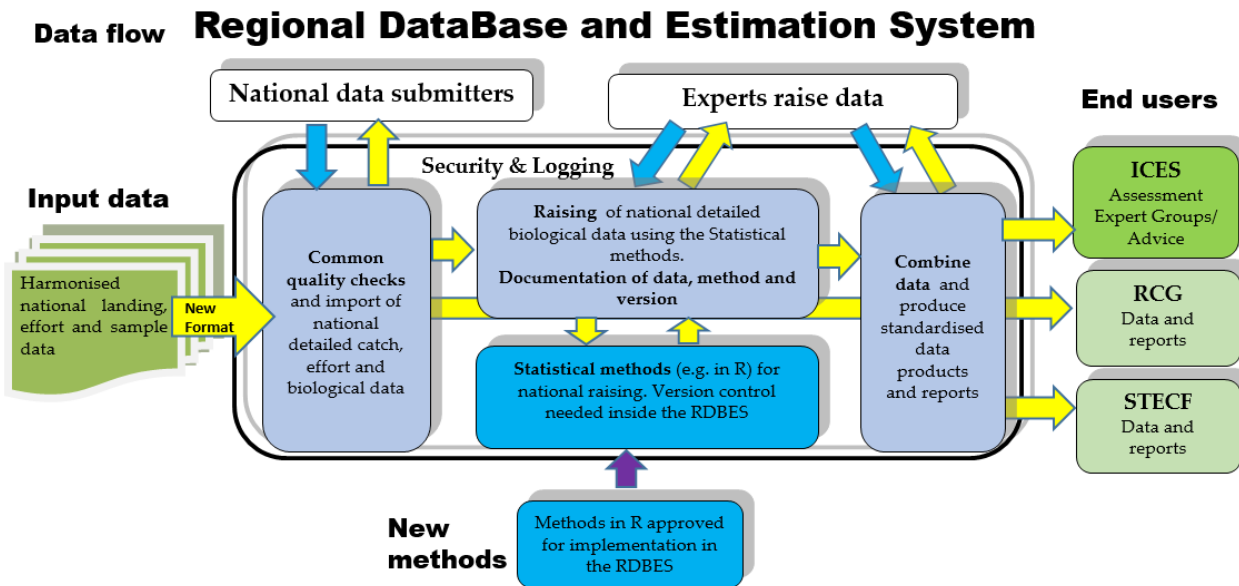 Data flow
Regional DataBase and Estimation System
National data submitters
Experts raise data
End users
Security & Logging
Input data
Harmonised
national landing,
effort and sample
data
New
Format
Common
quality checks
and import of
national
detailed catch,
effort and
biological data
Raising of national detailed
biological data using the Statistical
methods.
Documentation of data, method and
version
Statistical methods (e.g. in R) for
national raising. Version control
needed inside the RDBES
Combine
data and
produce
standardised
data
products
and reports
ICES
Assessment
Expert Groups/
Advice
RCG
Data and
reports
STECF
Data and
reports
New
methods
Methods in R approved
for implementation in
the RDBES